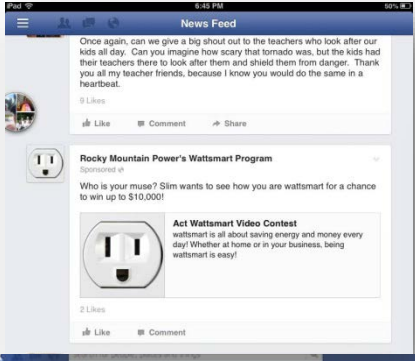 iPad 6:45 PM 50%
News Feed
Once again, can we give a big shout out to the teachers who look after our
kids all day. Can you imagine how scary that tornado was, but the kids had
their teachers there to look after them and shield them from danger. Thank
you all my teacher friends, because I know you would do the same in a
heartbeat.
9 Likes
Like Comment Share
Rocky Mountain Power's Wattsmart Program
Sponsored
Who is your muse? Slim wants to see how you are wattsmart for a chance
to win up to $10,000!
Act Wattsmart Video Contest
wattsmart is all about saving energy and money every
day! Whether at home or in your business, being
wattsmart is easy!
2 Likes
Like Comment
Search for people, places and things